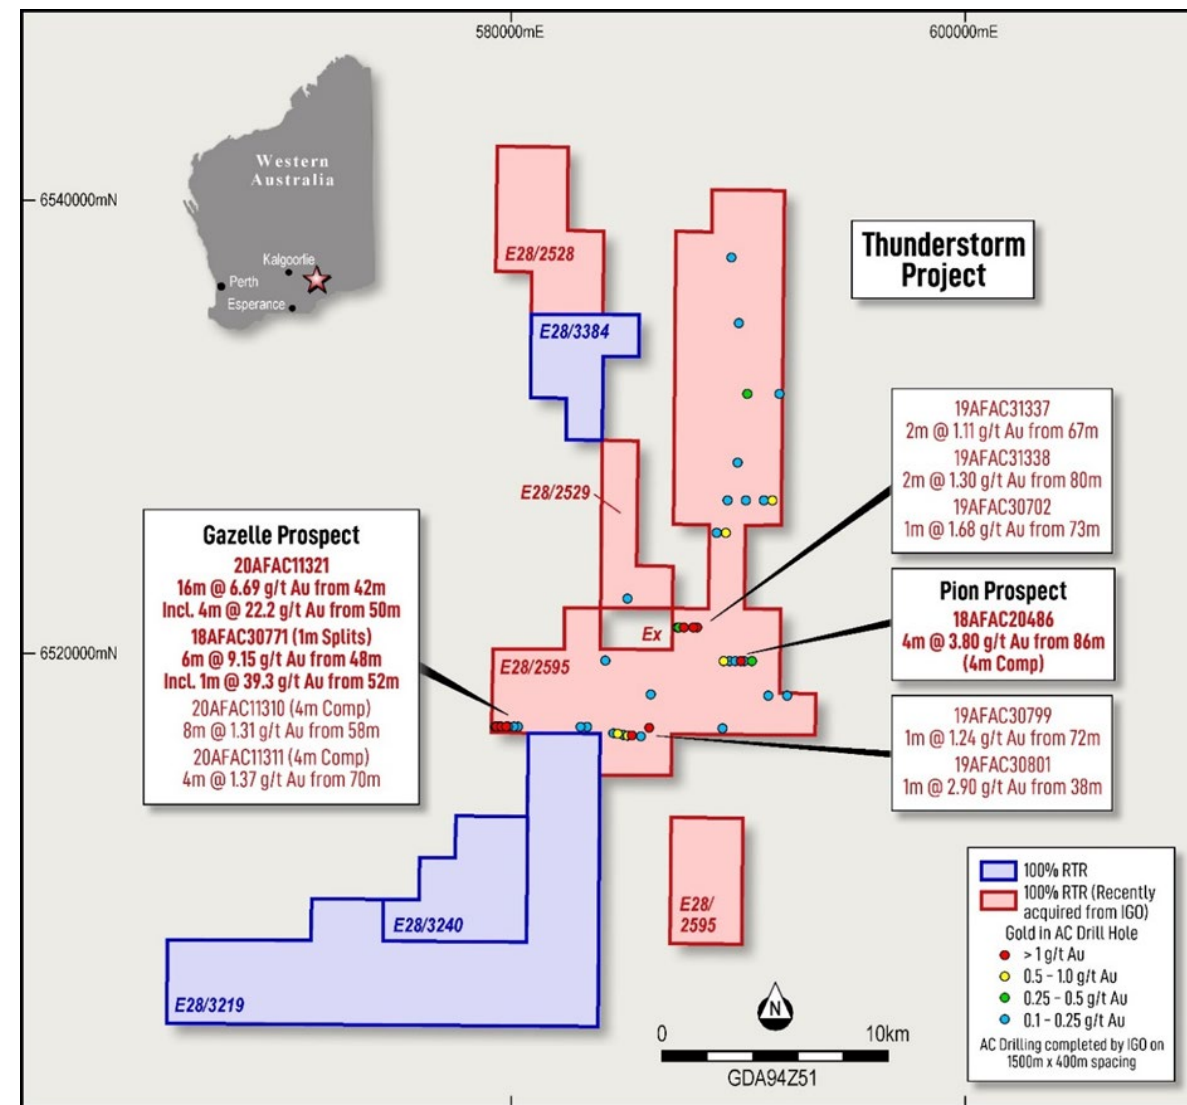 580000mE
600000mE
6540000mN
6520000mN
Western
Australia
Kalgoorlie
Perth
Esperance
Thunderstorm
Project
E28/2528
E28/3384
E28/2529
Ex
E28/2595
E28/
2595
E28/3240
E28/3219
Gazelle Prospect
20AFAC11321
16m @ 6.69 g/t Au from 42m
Incl. 4m @ 22.2 g/t Au from 50m
18AFAC30771 (1m Splits)
6m @ 9.15 g/t Au from 48m
Incl. 1m @ 39.3 g/t Au from 52m
20AFAC11310 (4m Comp)
8m @ 1.31 g/t Au from 58m
20AFAC11311 (4m Comp)
4m @ 1.37 g/t Au from 70m
19AFAC31337
2m @ 1.11 g/t Au from 67m
19AFAC31338
2m @ 1.30 g/t Au from 80m
19AFAC30702
1m @ 1.68 g/t Au from 73m
Pion Prospect
18AFAC20486
4m @ 3.80 g/t Au from 86m
(4m Comp)
19AFAC30799
1m @ 1.24 g/t Au from 72m
19AFAC30801
1m @ 2.90 g/t Au from 38m
100% RTR
100% RTR (Recently
acquired from IGO)
Gold in AC Drill Hole
> 1 g/t Au
0.5 - 1.0 g/t Au
0.25 - 0.5 g/t Au
0.1 - 0.25 g/t Au
AC Drilling completed by IGO on
1500m x 400m spacing
N
0
10km
GDA94Z51